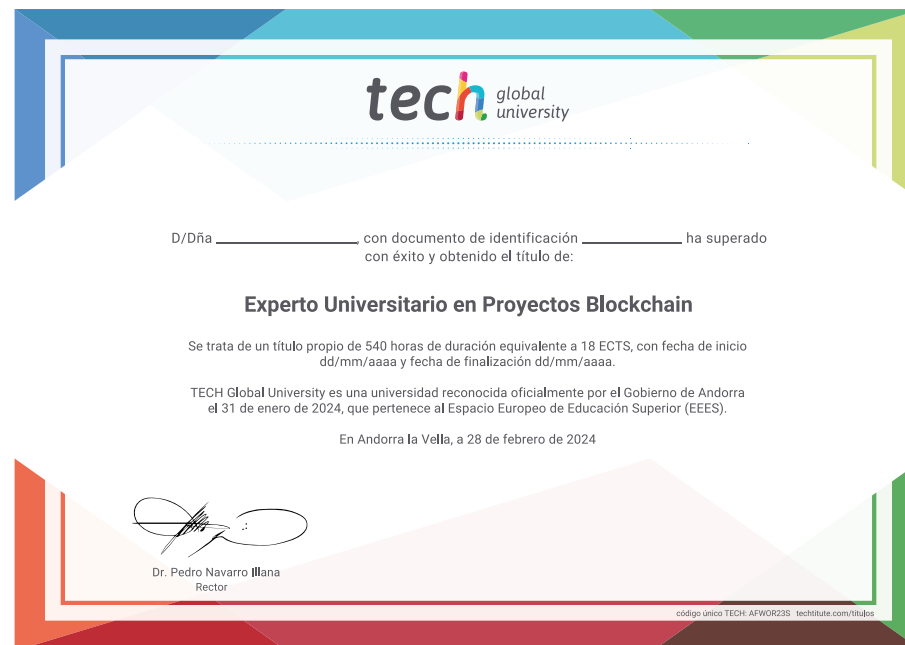 tech global university
D/Dña ____________________, con documento de identificación ______________ ha superado
con éxito y obtenido el título de:
Experto Universitario en Proyectos Blockchain
Se trata de un título propio de 540 horas de duración equivalente a 18 ECTS, con fecha de inicio
dd/mm/aaaa y fecha de finalización dd/mm/aaaa.
TECH Global University es una universidad reconocida oficialmente por el Gobierno de Andorra
el 31 de enero de 2024, que pertenece al Espacio Europeo de Educación Superior (EEES).
En Andorra la Vella, a 28 de febrero de 2024
Dr. Pedro Navarro Illana
Rector
código único TECH: AFWOR23S techtitute.com/titulos